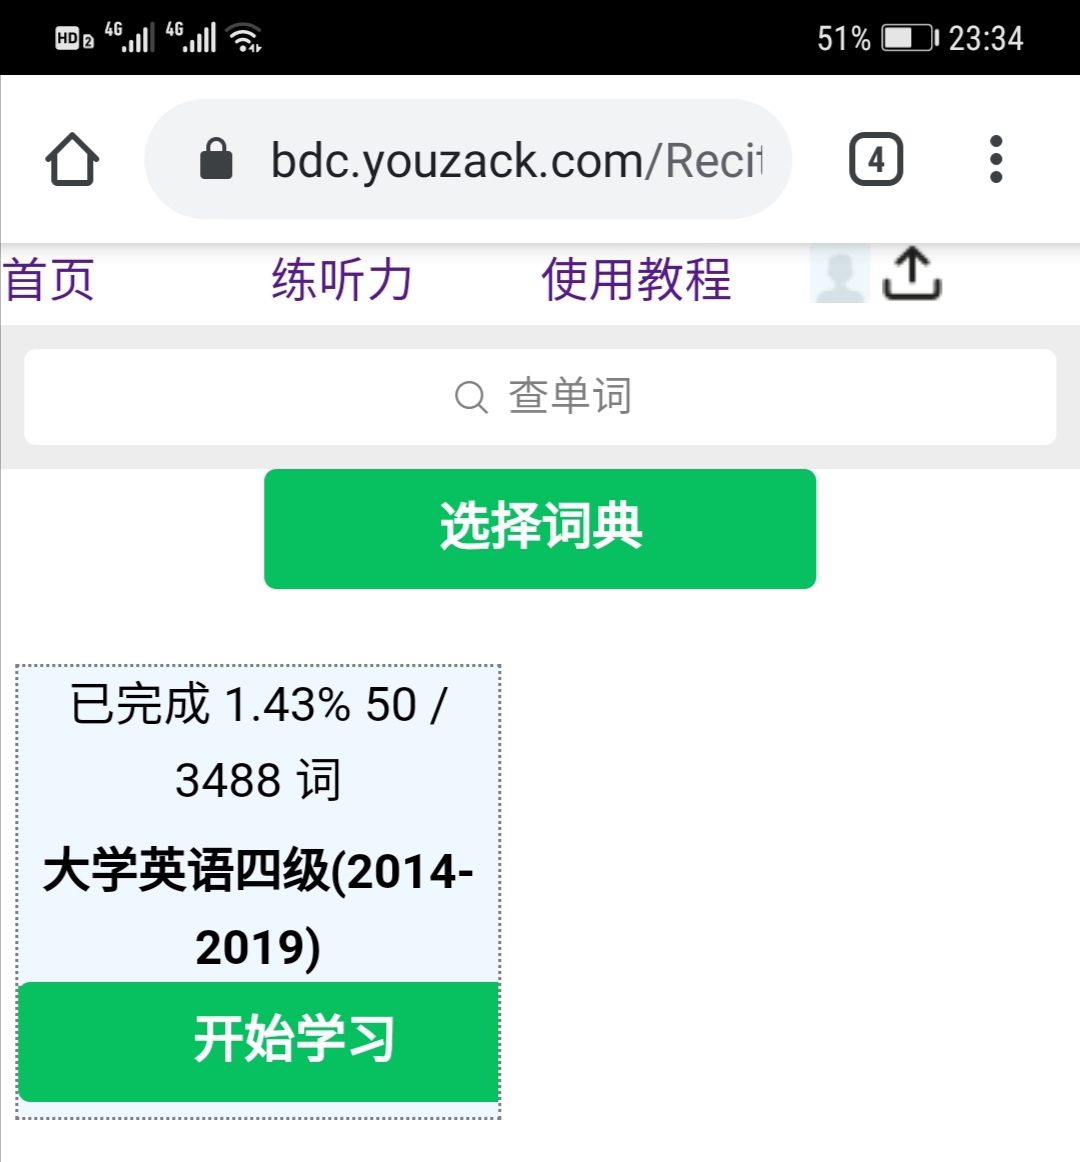 HD 2 4G 4G 51% 23:34
bdc.youzack.com/Recit 4
首页 练听力 使用教程
查单词
选择词典
已完成 1.43% 50 /
3488 词
大学英语四级(2014-
2019)
开始学习